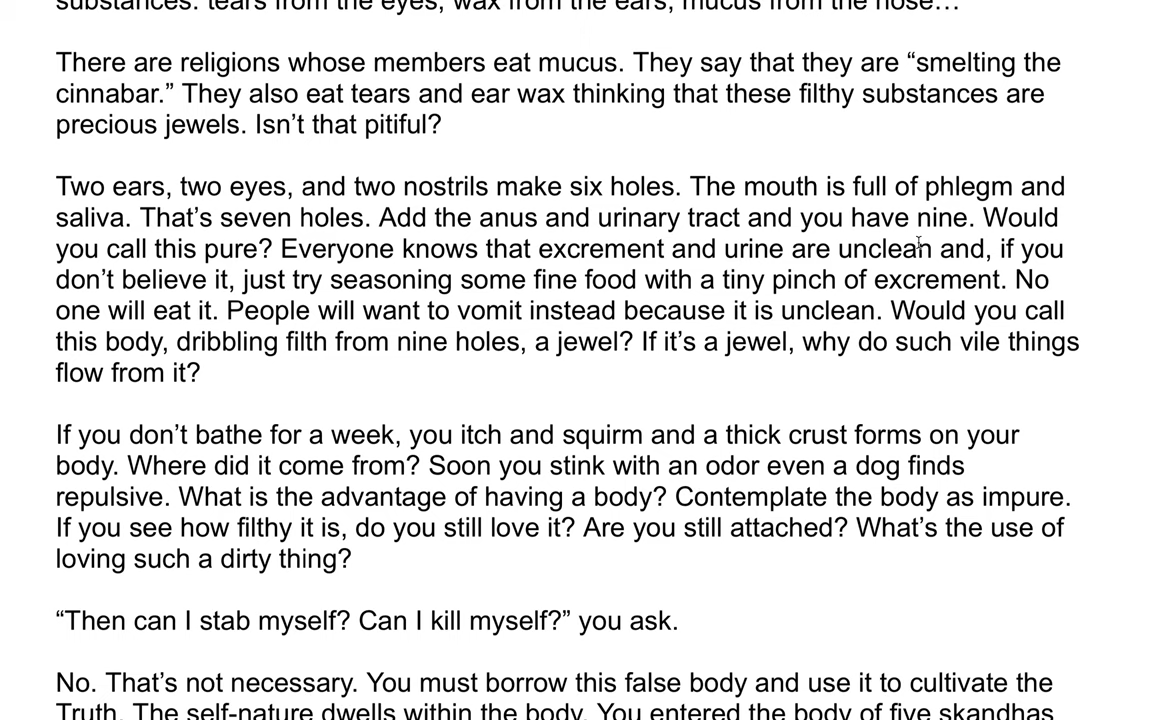 substances: tears from the eyes, wax from the ears, mucus from the nose…
There are religions whose members eat mucus. They say that they are “smelting the
cinnabar.” They also eat tears and ear wax thinking that these filthy substances are
precious jewels. Isn’t that pitiful?
Two ears, two eyes, and two nostrils make six holes. The mouth is full of phlegm and
saliva. That’s seven holes. Add the anus and urinary tract and you have nine. Would
you call this pure? Everyone knows that excrement and urine are unclean and, if you
don’t believe it, just try seasoning some fine food with a tiny pinch of excrement. No
one will eat it. People will want to vomit instead because it is unclean. Would you call
this body, dribbling filth from nine holes, a jewel? If it’s a jewel, why do such vile things
flow from it?
If you don’t bathe for a week, you itch and squirm and a thick crust forms on your
body. Where did it come from? Soon you stink with an odor even a dog finds
repulsive. What is the advantage of having a body? Contemplate the body as impure.
If you see how filthy it is, do you still love it? Are you still attached? What’s the use of
loving such a dirty thing?
“Then can I stab myself? Can I kill myself?” you ask.
No. That’s not necessary. You must borrow this false body and use it to cultivate the
Truth. The self-nature dwells within the body. You entered the body of five skandhas